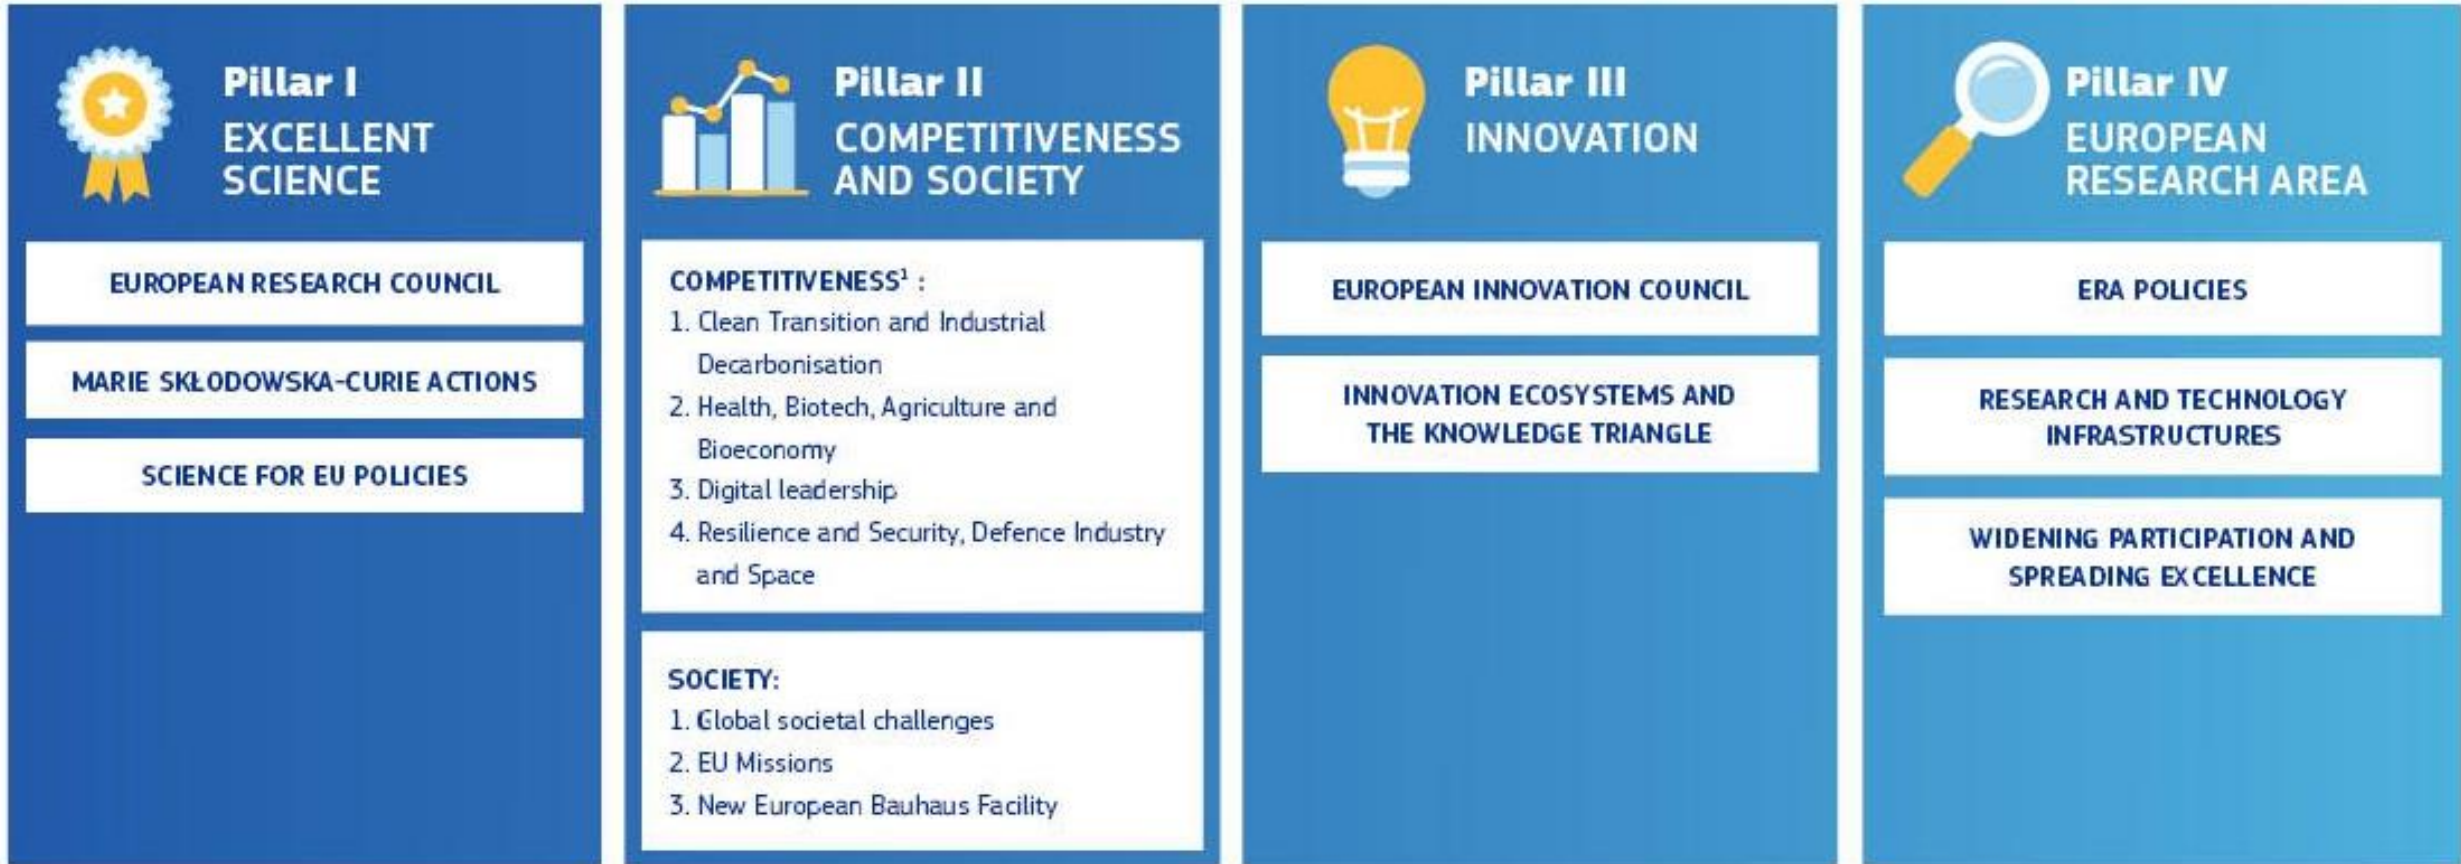 Pillar I
EXCELLENT
SCIENCE
EUROPEAN RESEARCH COUNCIL
MARIE SKŁODOWSKA-CURIE ACTIONS
SCIENCE FOR EU POLICIES
Pillar II
COMPETITIVENESS
AND SOCIETY
COMPETITIVENESS¹ :
1. Clean Transition and Industrial
Decarbonisation
2. Health, Biotech, Agriculture and
Bioeconomy
3. Digital leadership
4. Resilience and Security, Defence Industry
and Space
SOCIETY:
1. Global societal challenges
2. EU Missions
3. New European Bauhaus Facility
Pillar III
INNOVATION
EUROPEAN INNOVATION COUNCIL
INNOVATION ECOSYSTEMS AND
THE KNOWLEDGE TRIANGLE
Pillar IV
EUROPEAN
RESEARCH AREA
ERA POLICIES
RESEARCH AND TECHNOLOGY
INFRASTRUCTURES
WIDENING PARTICIPATION AND
SPREADING EXCELLENCE